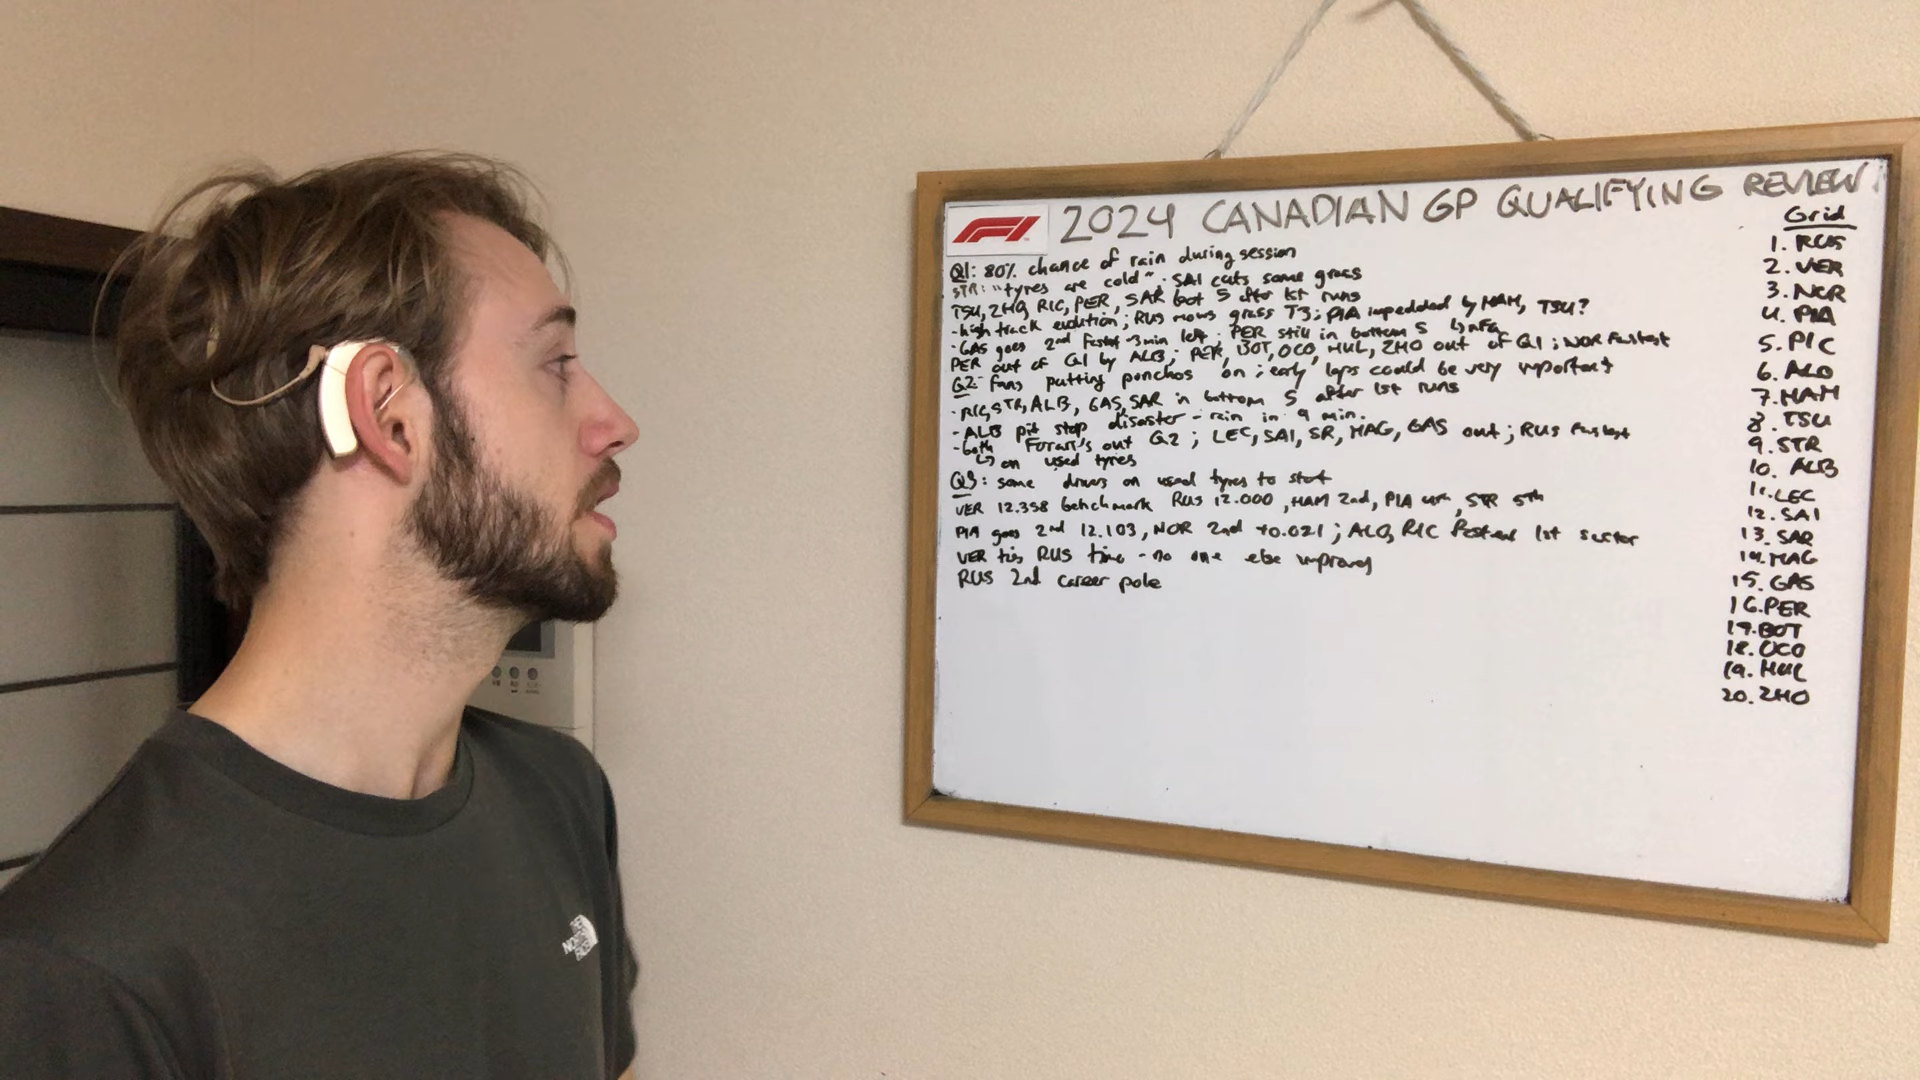 F1 2024 CANADIAN GP QUALIFYING REVIEW
Q1: 80% chance of rain during session
STR: "tyres are cold". SAI cuts some grass
TSU, ZHO, RIC, PER, SAR bot 5 after 1st runs
-high track evolution; RUS mows grass T3; PIA impedded by HAM, TSU?
-GAS goes 2nd fastest ~3min left. PER still in bottom 5 ↳nfa
PER out of Q1 by ALB; PER, BOT, OCO, HUL, ZHO out of Q1; NOR fastest
Q2: fans putting ponchos on; early laps could be very important
-RIC, STR, ALB, GAS, SAR in bottom 5 after 1st runs
-ALB pit stop disaster - rain in 9 min.
-both Ferrari's out Q2; LEC, SAI, SR, MAG, GAS out; RUS fastest
↳ on used tyres
Q3: some drivers on used tyres to start
VER 12.358 benchmark RUS 12.000, HAM 2nd, PIA 4th, STR 5th
PIA goes 2nd 12.103, NOR 2nd +0.021; ALO, RIC fastest 1st sector
VER ties RUS time - no one else improves
RUS 2nd career pole
Grid
1. RUS
2. VER
3. NOR
4. PIA
5. RIC
6. ALO
7. HAM
8. TSU
9. STR
10. ALB
11. LEC
12. SAI
13. SAR
14. MAG
15. GAS
16. PER
17. BOT
18. OCO
19. HUL
20. ZHO
THE
NORTH
FACE